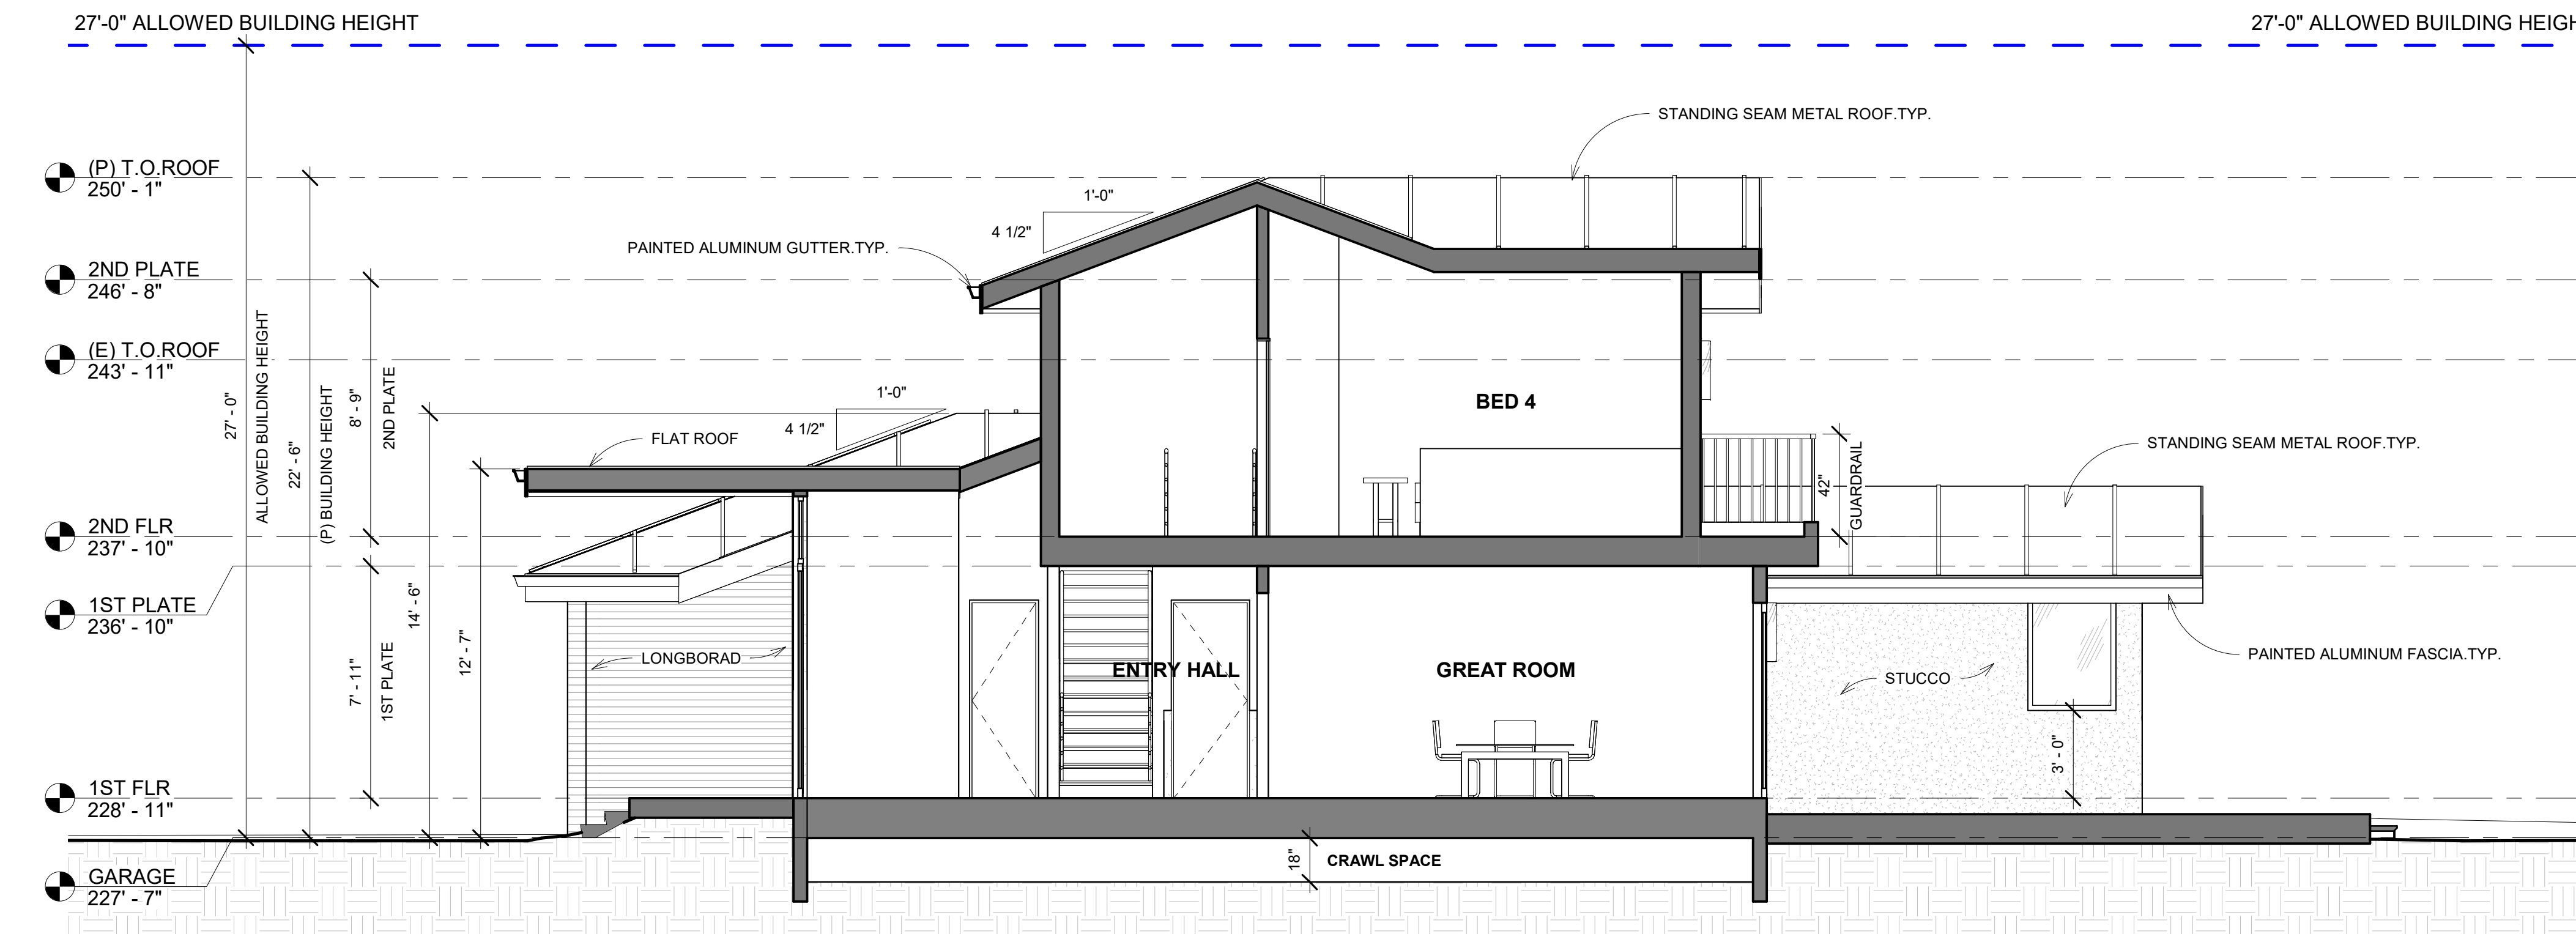 27'-0" ALLOWED BUILDING HEIGHT
27'-0" ALLOWED BUILDING HEIGH
STANDING SEAM METAL ROOF.TYP.
(P) T.O.ROOF
250' - 1"
1'-0"
4 1/2"
PAINTED ALUMINUM GUTTER.TYP.
2ND PLATE
246' - 8"
(E) T.O.ROOF
243' - 11"
27' - 0"
ALLOWED BUILDING HEIGHT
22' - 6"
(P) BUILDING HEIGHT
8' - 9"
2ND PLATE
1'-0"
4 1/2"
FLAT ROOF
BED 4
42"
GUARDRAIL
STANDING SEAM METAL ROOF.TYP.
2ND FLR
237' - 10"
1ST PLATE
236' - 10"
14' - 6"
12' - 7"
7' - 11"
1ST PLATE
LONGBORAD
ENTRY HALL
GREAT ROOM
STUCCO
PAINTED ALUMINUM FASCIA.TYP.
3' - 0"
1ST FLR
228' - 11"
18"
CRAWL SPACE
GARAGE
227' - 7"